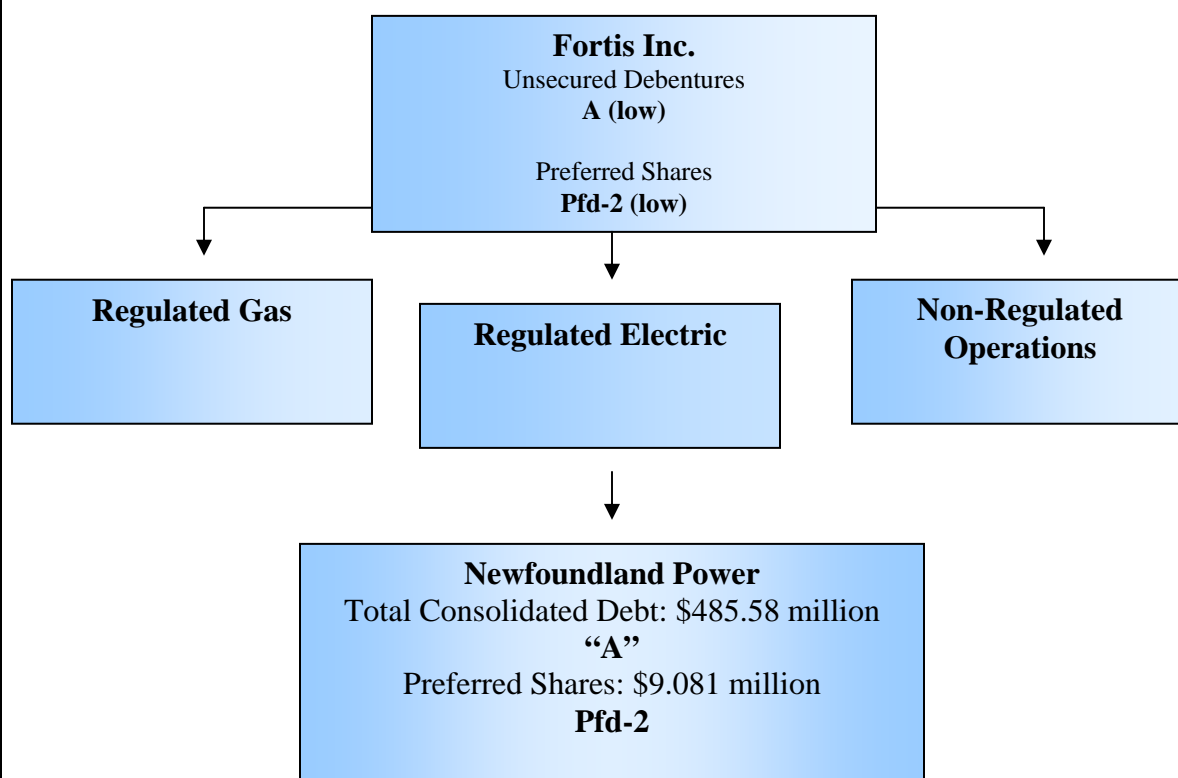 Fortis Inc.
Unsecured Debentures
A (low)
Preferred Shares
Pfd-2 (low)
Regulated Gas
Regulated Electric
Non-Regulated
Operations
Newfoundland Power
Total Consolidated Debt: $485.58 million
“A”
Preferred Shares: $9.081 million
Pfd-2